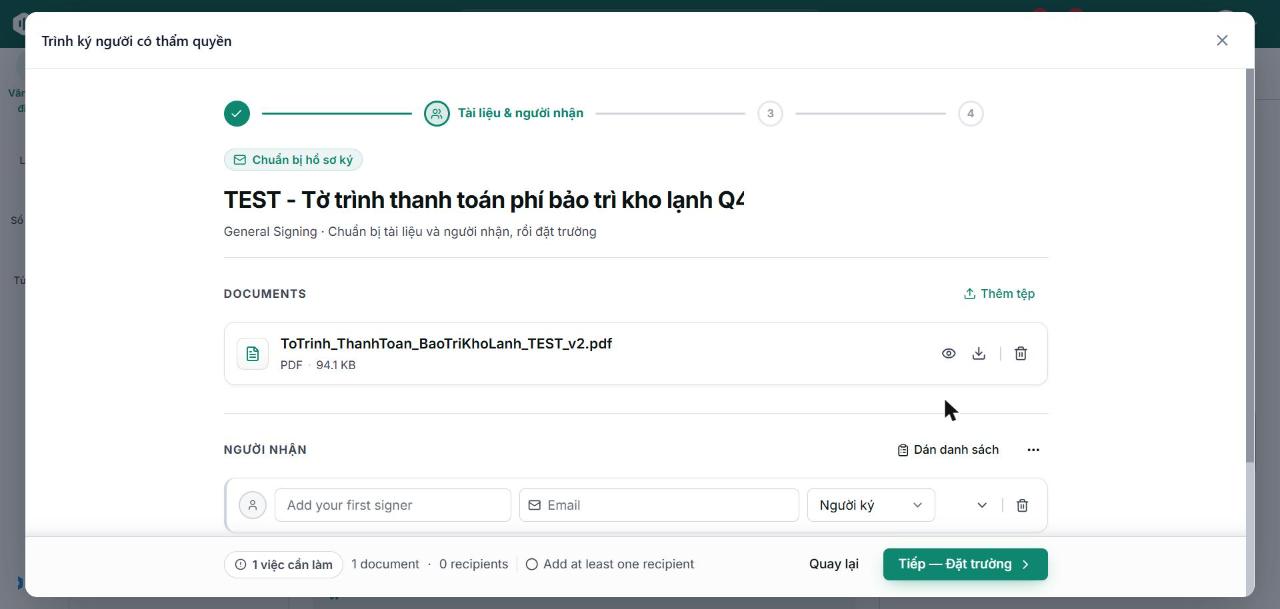 Trình ký người có thẩm quyền
Văn
đi
L
Tài liệu & người nhận
3
4
Chuẩn bị hồ sơ ký
TEST - Tờ trình thanh toán phí bảo trì kho lạnh Q4
Số
General Signing · Chuẩn bị tài liệu và người nhận, rồi đặt trường
Tủ
DOCUMENTS
Thêm tệp
ToTrinh_ThanhToan_BaoTriKhoLanh_TEST_v2.pdf
PDF · 94.1 KB
NGƯỜI NHẬN
Dán danh sách
Add your first signer
Email
Người ký
1 việc cần làm
1 document · 0 recipients
Add at least one recipient
Quay lại
Tiếp — Đặt trường